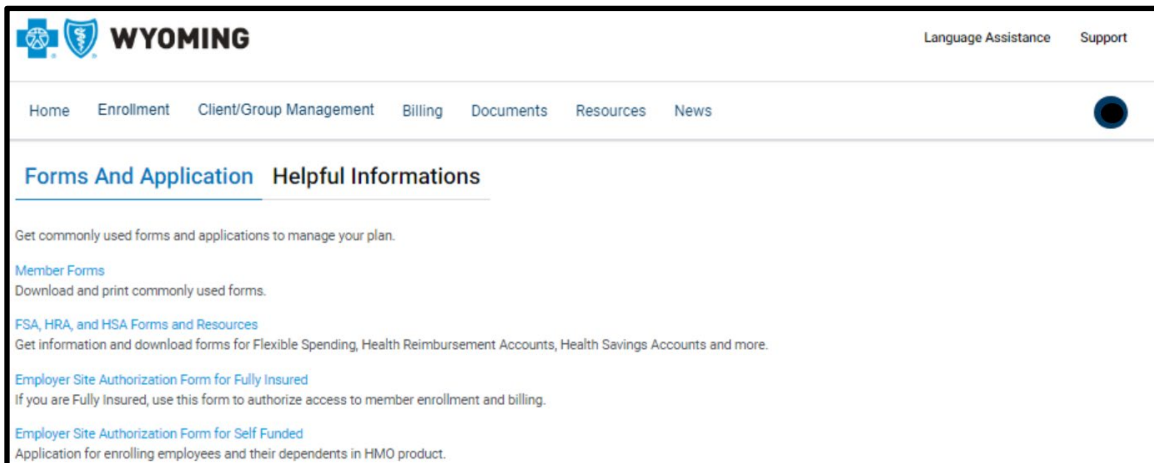 WYOMING
Language Assistance Support
Home Enrollment Client/Group Management Billing Documents Resources News
Forms And Application Helpful Informations
Get commonly used forms and applications to manage your plan.
Member Forms
Download and print commonly used forms.
FSA, HRA, and HSA Forms and Resources
Get information and download forms for Flexible Spending, Health Reimbursement Accounts, Health Savings Accounts and more.
Employer Site Authorization Form for Fully Insured
If you are Fully Insured, use this form to authorize access to member enrollment and billing.
Employer Site Authorization Form for Self Funded
Application for enrolling employees and their dependents in HMO product.